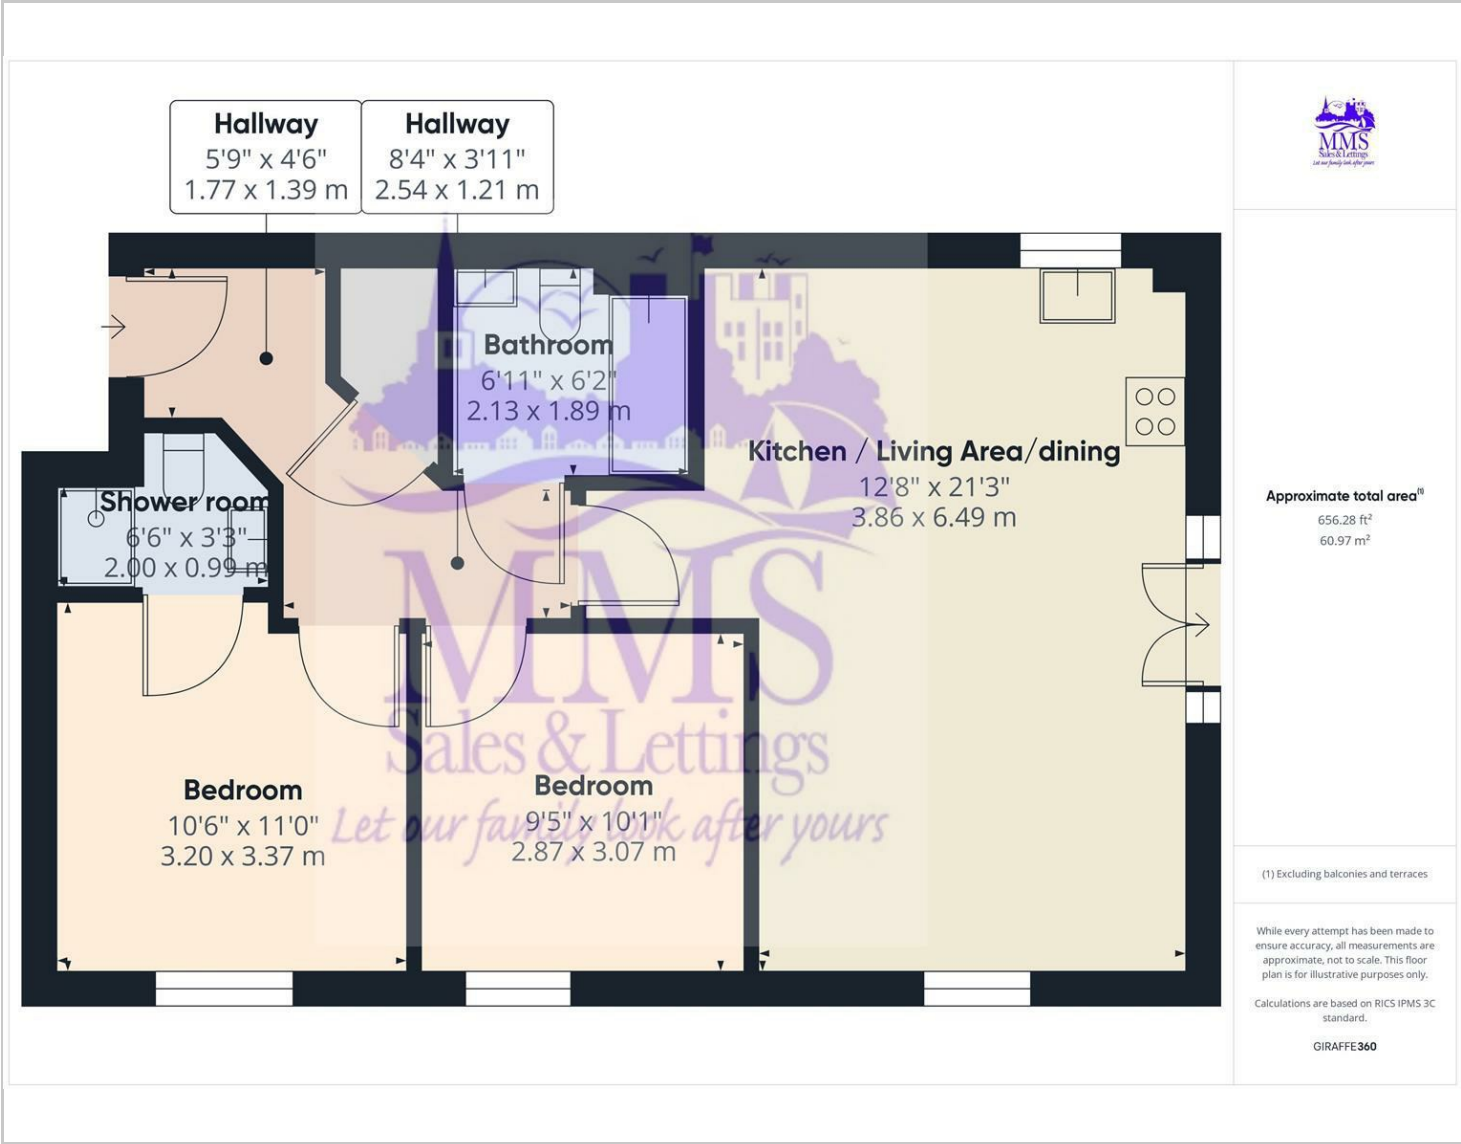 Hallway
5'9" x 4'6"
1.77 x 1.39 m
Hallway
8'4" x 3'11"
2.54 x 1.21 m
Bathroom
6'11" x 6'2"
2.13 x 1.89 m
Kitchen / Living Area/dining
12'8" x 21'3"
3.86 x 6.49 m
Shower room
6'6" x 3'3"
2.00 x 0.99 m
Bedroom
10'6" x 11'0"
3.20 x 3.37 m
Bedroom
9'5" x 10'1"
2.87 x 3.07 m
MMS
Sales & Lettings
Let our family look after yours
MMS
Sales & Lettings
Let our family look after yours
Approximate total area(1)
656.28 ft²
60.97 m²
(1) Excluding balconies and terraces
While every attempt has been made to
ensure accuracy, all measurements are
approximate, not to scale. This floor
plan is for illustrative purposes only.
Calculations are based on RICS IPMS 3C
standard.
GIRAFFE360